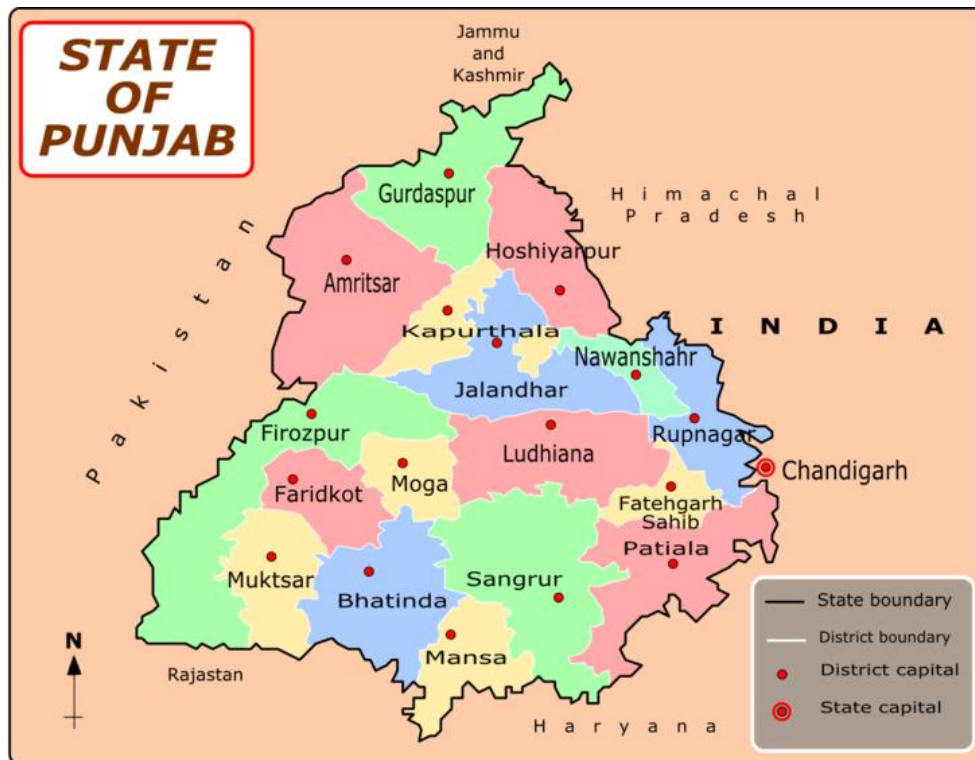 STATE
OF
PUNJAB
Jammu
and
Kashmir
Gurdaspur
Himachal
Pradesh
Hoshiyarpur
Amritsar
Pakistan
Kapurthala
INDIA
Nawanshahr
Jalandhar
Firozpur
Ludhiana
Rupnagar
Chandigarh
Moga
Faridkot
Fatehgarh
Sahib
Patiala
Muktsar
Bhatinda
Sangrur
Mansa
N
Rajastan
Haryana
State boundary
District boundary
District capital
State capital